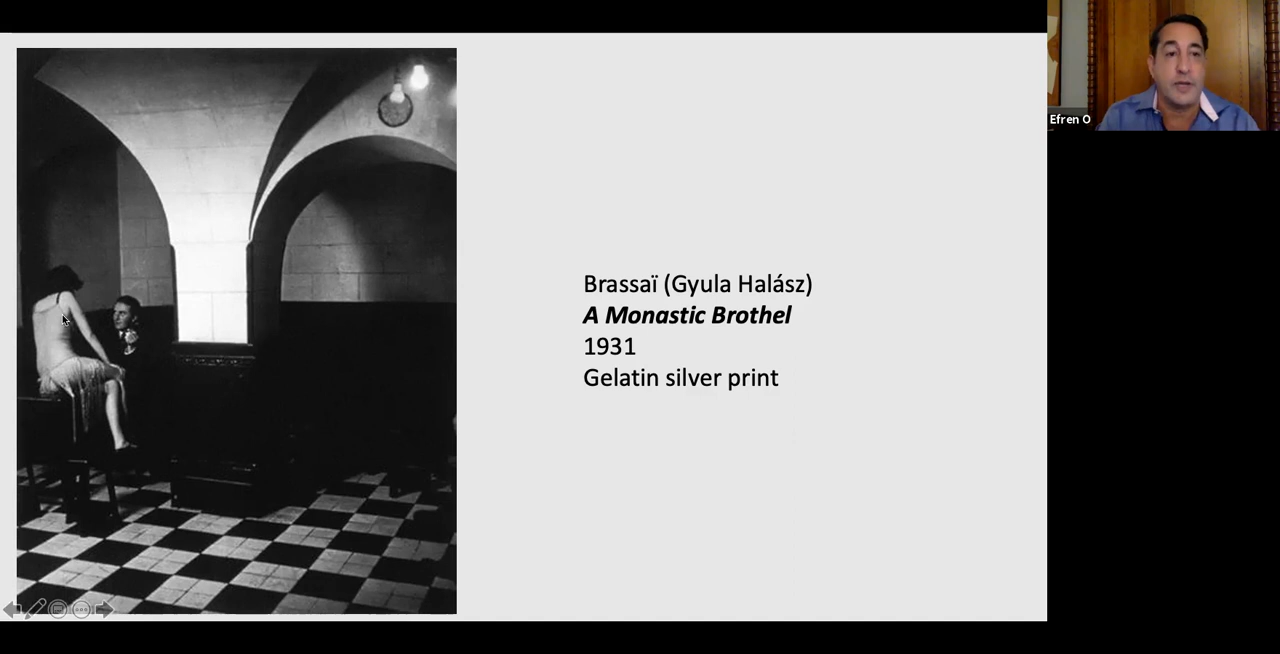 Brassaï (Gyula Halász)
A Monastic Brothel
1931
Gelatin silver print
Efren O